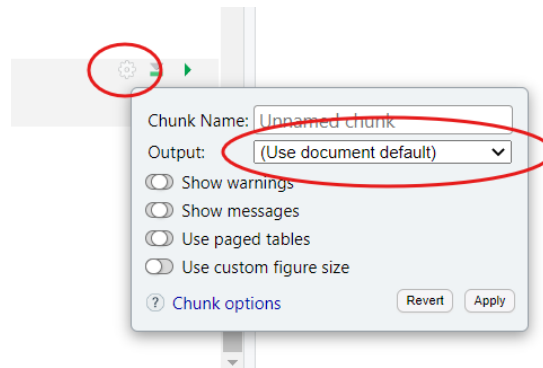 Chunk Name: Unnamed chunk
Output: (Use document default)
Show warnings
Show messages
Use paged tables
Use custom figure size
? Chunk options Revert Apply